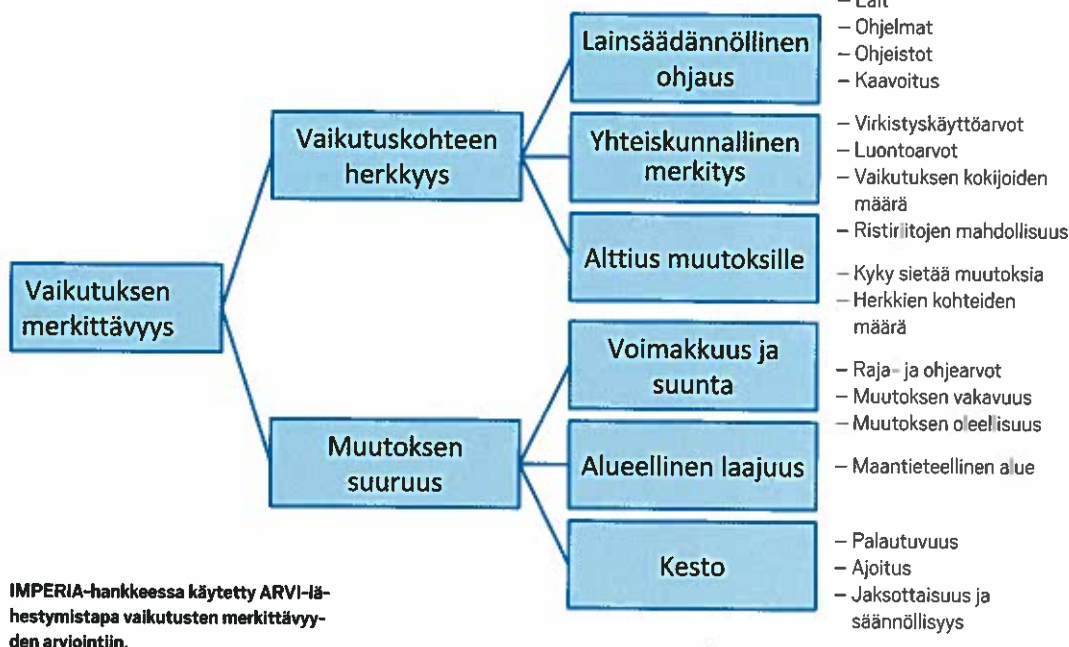 Vaikutuksen
merkittävyys
Vaikutuskohteen
herkkyys
Lainsäädännöllinen
ohjaus
– Lait
– Ohjelmat
– Ohjeistot
– Kaavoitus
Yhteiskunnallinen
merkitys
– Virkistyskäyttöarvot
– Luontoarvot
– Vaikutuksen kokijoiden
määrä
– Ristiriitojen mahdollisuus
Alttius muutoksille
– Kyky sietää muutoksia
– Herkkien kohteiden
määrä
Muutoksen
suuruus
Voimakkuus ja
suunta
– Raja- ja ohjearvot
– Muutoksen vakavuus
– Muutoksen oleellisuus
Alueellinen laajuus
– Maantieteellinen alue
Kesto
– Palautuvuus
– Ajoitus
– Jaksottaisuus ja
säännöllisyys
IMPERIA-hankkeessa käytetty ARVI-lä-
hestymistapa vaikutusten merkittävyy-
den arviointiin.